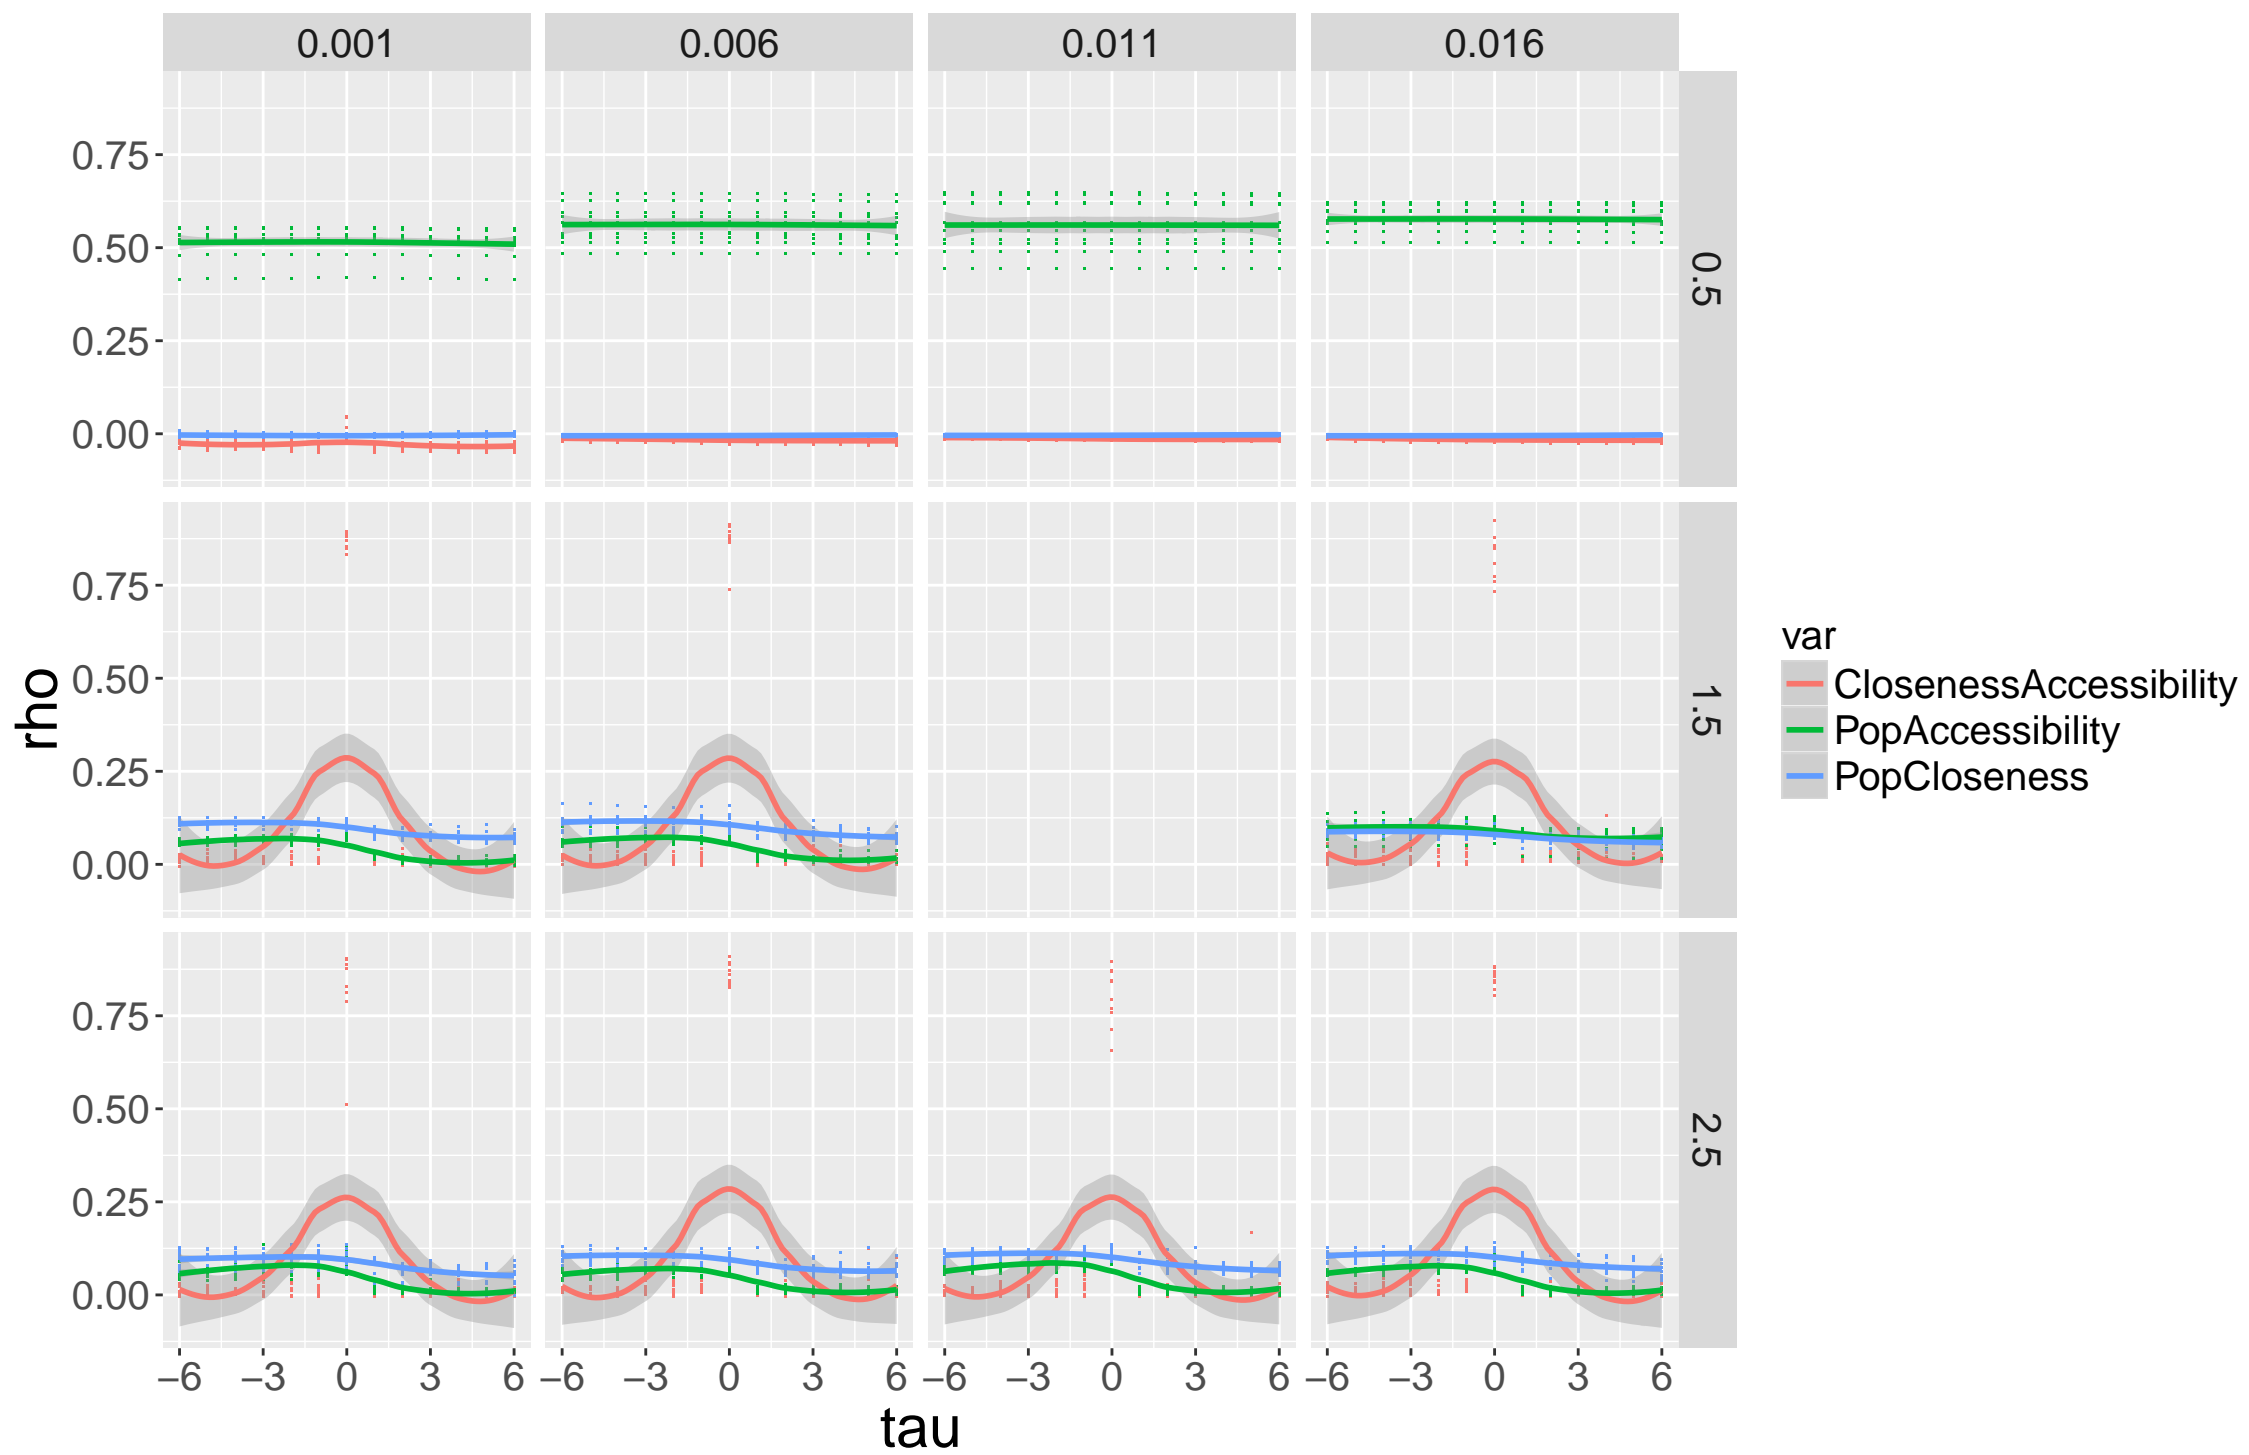 0.001 0.006 0.011 0.016
0.75
0.50
0.25
0.00
0.5
0.75
0.50
0.25
0.00
1.5
0.75
0.50
0.25
0.00
2.5
−6 −3 0 3 6 −6 −3 0 3 6 −6 −3 0 3 6 −6 −3 0 3 6
tau
rho
var
ClosenessAccessibility
PopAccessibility
PopCloseness